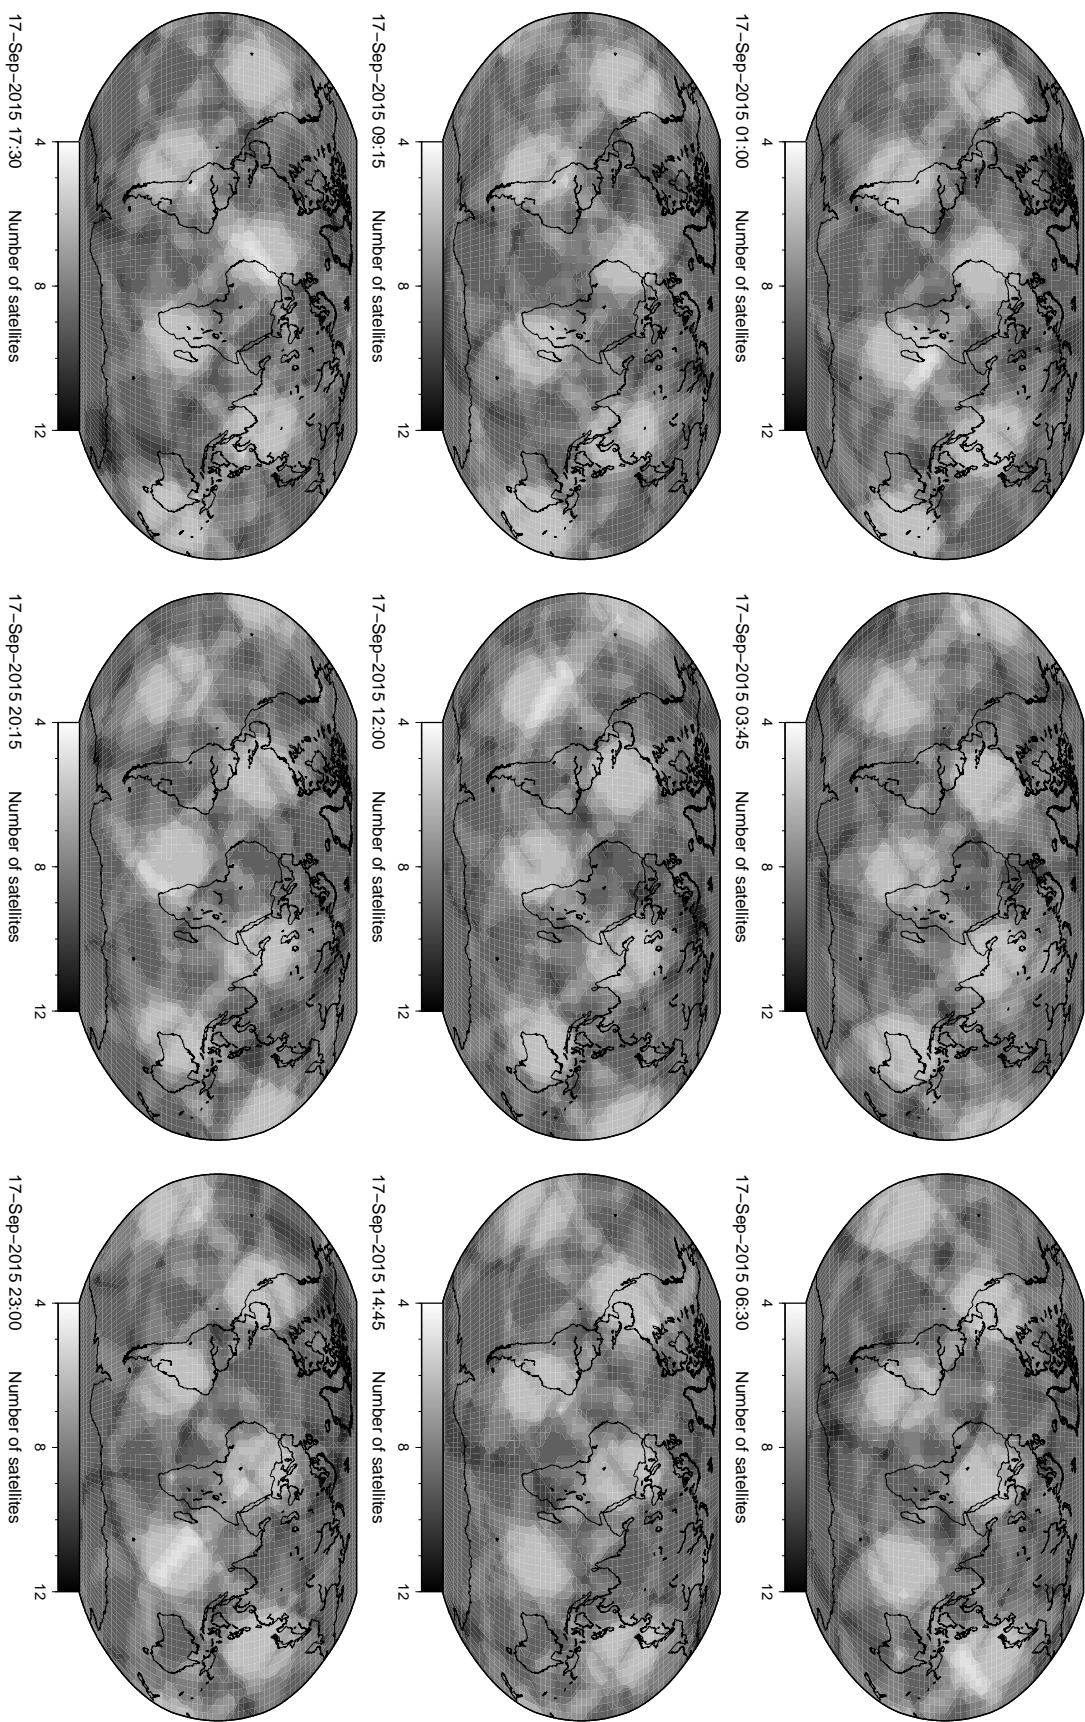 4 8 12
17−Sep−2015 01:00 Number of satellites
4 8 12
17−Sep−2015 03:45 Number of satellites
4 8 12
17−Sep−2015 06:30 Number of satellites
4 8 12
17−Sep−2015 09:15 Number of satellites
4 8 12
17−Sep−2015 12:00 Number of satellites
4 8 12
17−Sep−2015 14:45 Number of satellites
4 8 12
17−Sep−2015 17:30 Number of satellites
4 8 12
17−Sep−2015 20:15 Number of satellites
4 8 12
17−Sep−2015 23:00 Number of satellites